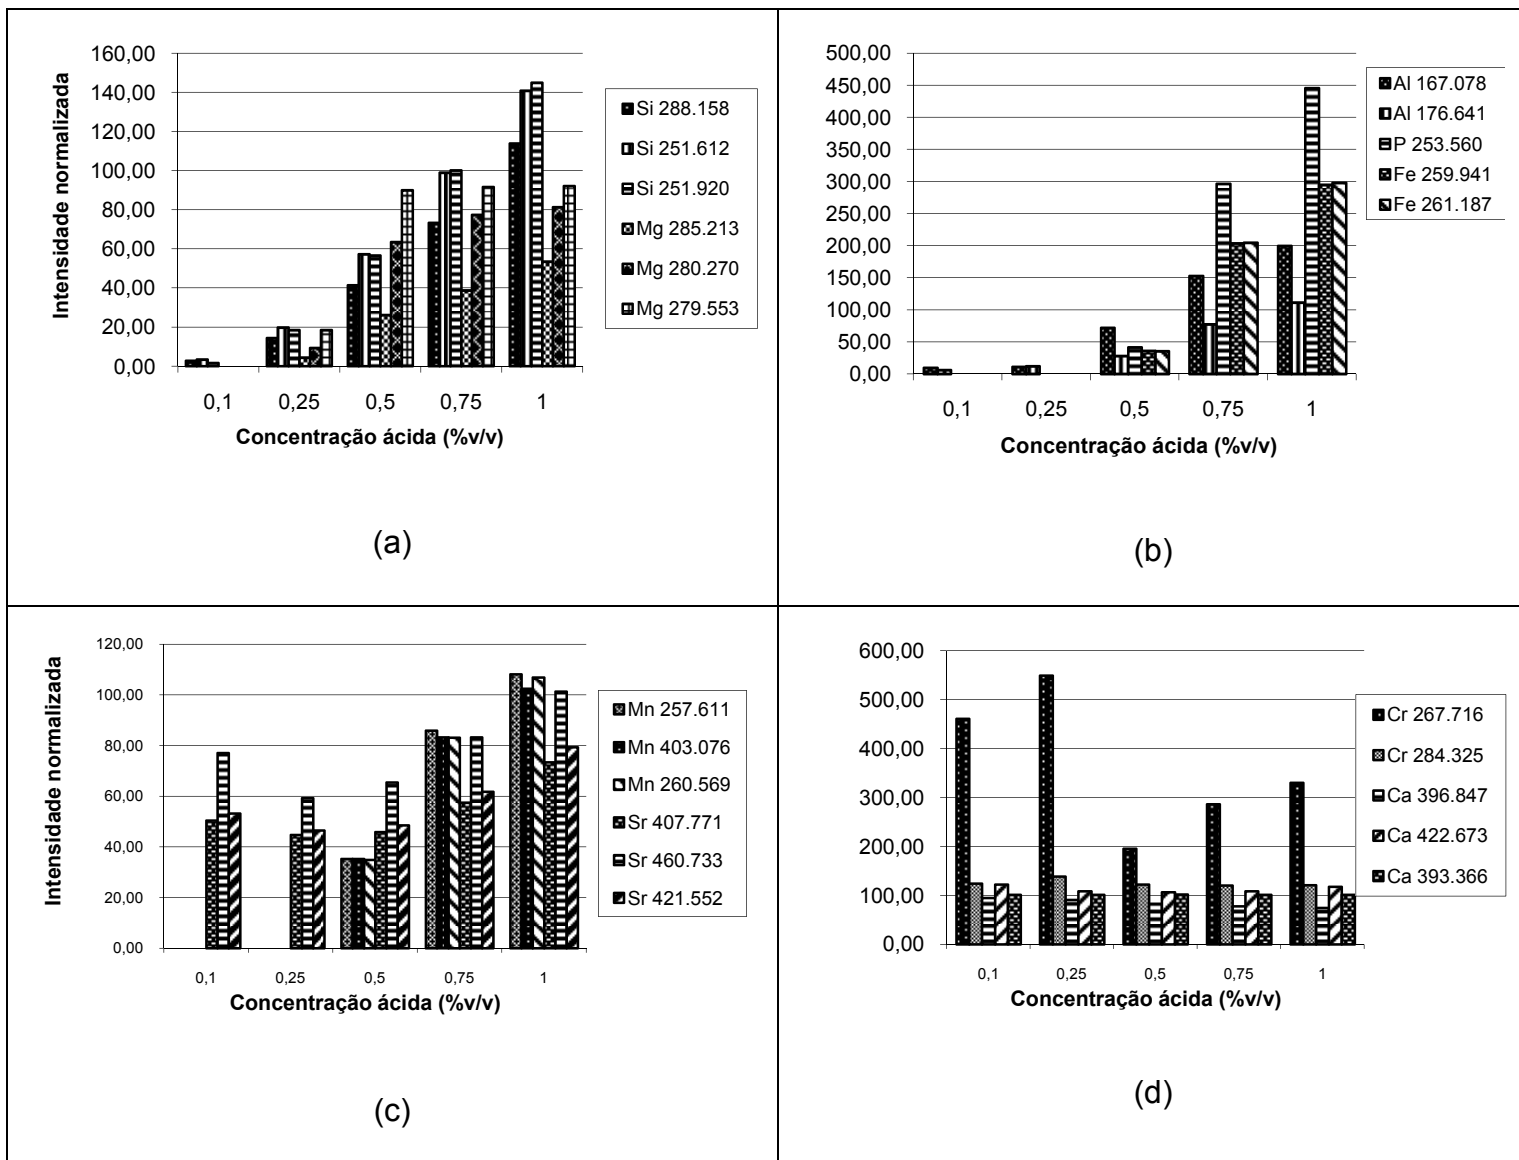 160,00
140,00
120,00
100,00
80,00
60,00
40,00
20,00
0,00
Intensidade normalizada
0,1 0,25 0,5 0,75 1
Concentração ácida (%v/v)
Si 288.158
Si 251.612
Si 251.920
Mg 285.213
Mg 280.270
Mg 279.553
(a)
500,00
450,00
400,00
350,00
300,00
250,00
200,00
150,00
100,00
50,00
0,00
0,1 0,25 0,5 0,75 1
Concentração ácida (%v/v)
Al 167.078
Al 176.641
P 253.560
Fe 259.941
Fe 261.187
(b)
120,00
100,00
80,00
60,00
40,00
20,00
0,00
Intensidade normalizada
0,1 0,25 0,5 0,75 1
Concentração ácida (%v/v)
Mn 257.611
Mn 403.076
Mn 260.569
Sr 407.771
Sr 460.733
Sr 421.552
(c)
600,00
500,00
400,00
300,00
200,00
100,00
0,00
0,1 0,25 0,5 0,75 1
Concentração ácida (%v/v)
Cr 267.716
Cr 284.325
Ca 396.847
Ca 422.673
Ca 393.366
(d)